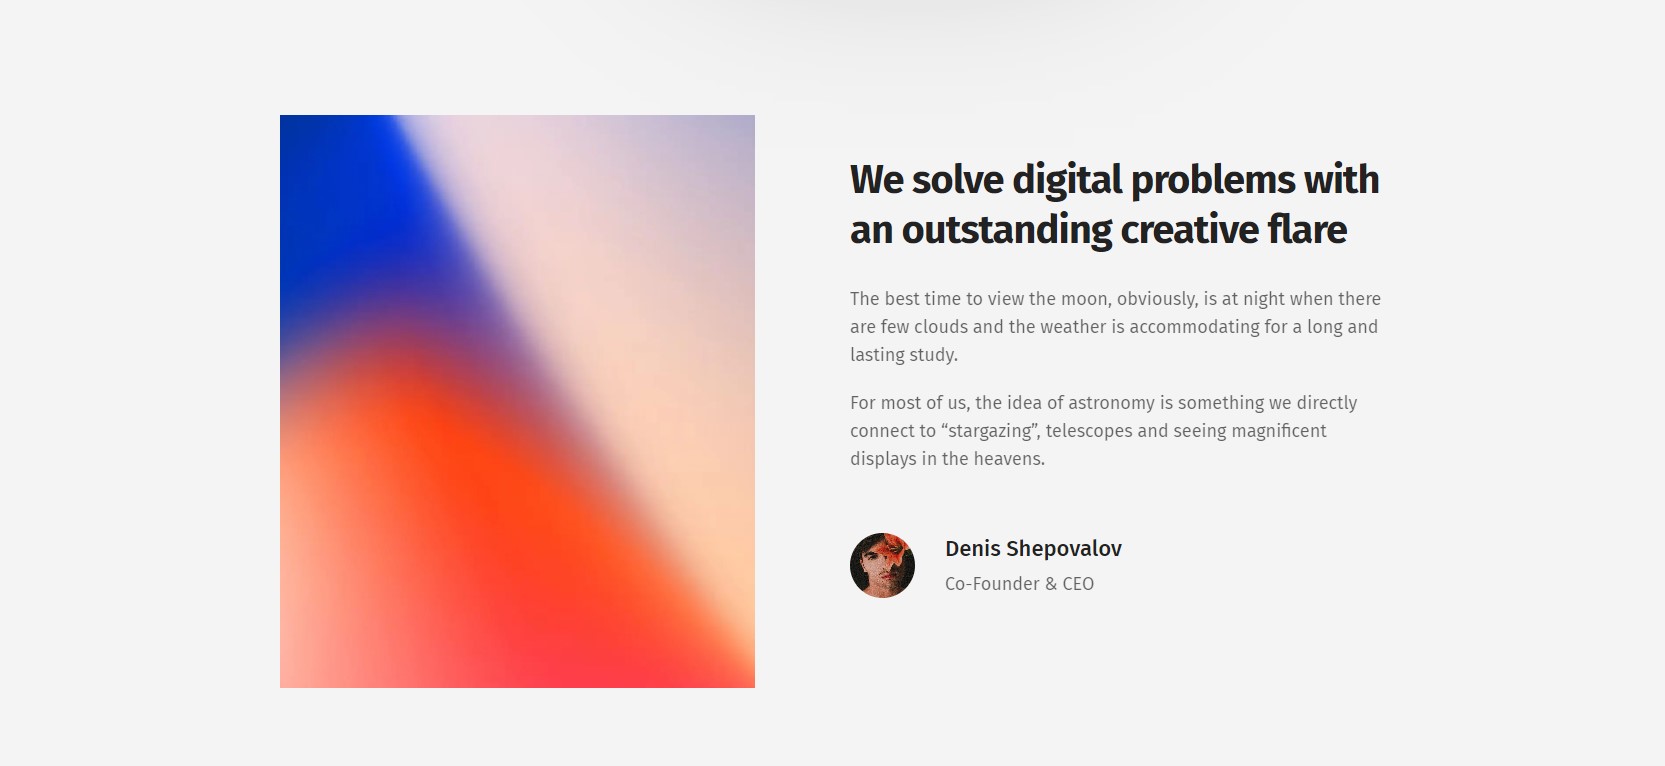 We solve digital problems with
an outstanding creative flare
The best time to view the moon, obviously, is at night when there
are few clouds and the weather is accommodating for a long and
lasting study.
For most of us, the idea of astronomy is something we directly
connect to “stargazing”, telescopes and seeing magnificent
displays in the heavens.
Denis Shepovalov
Co-Founder & CEO